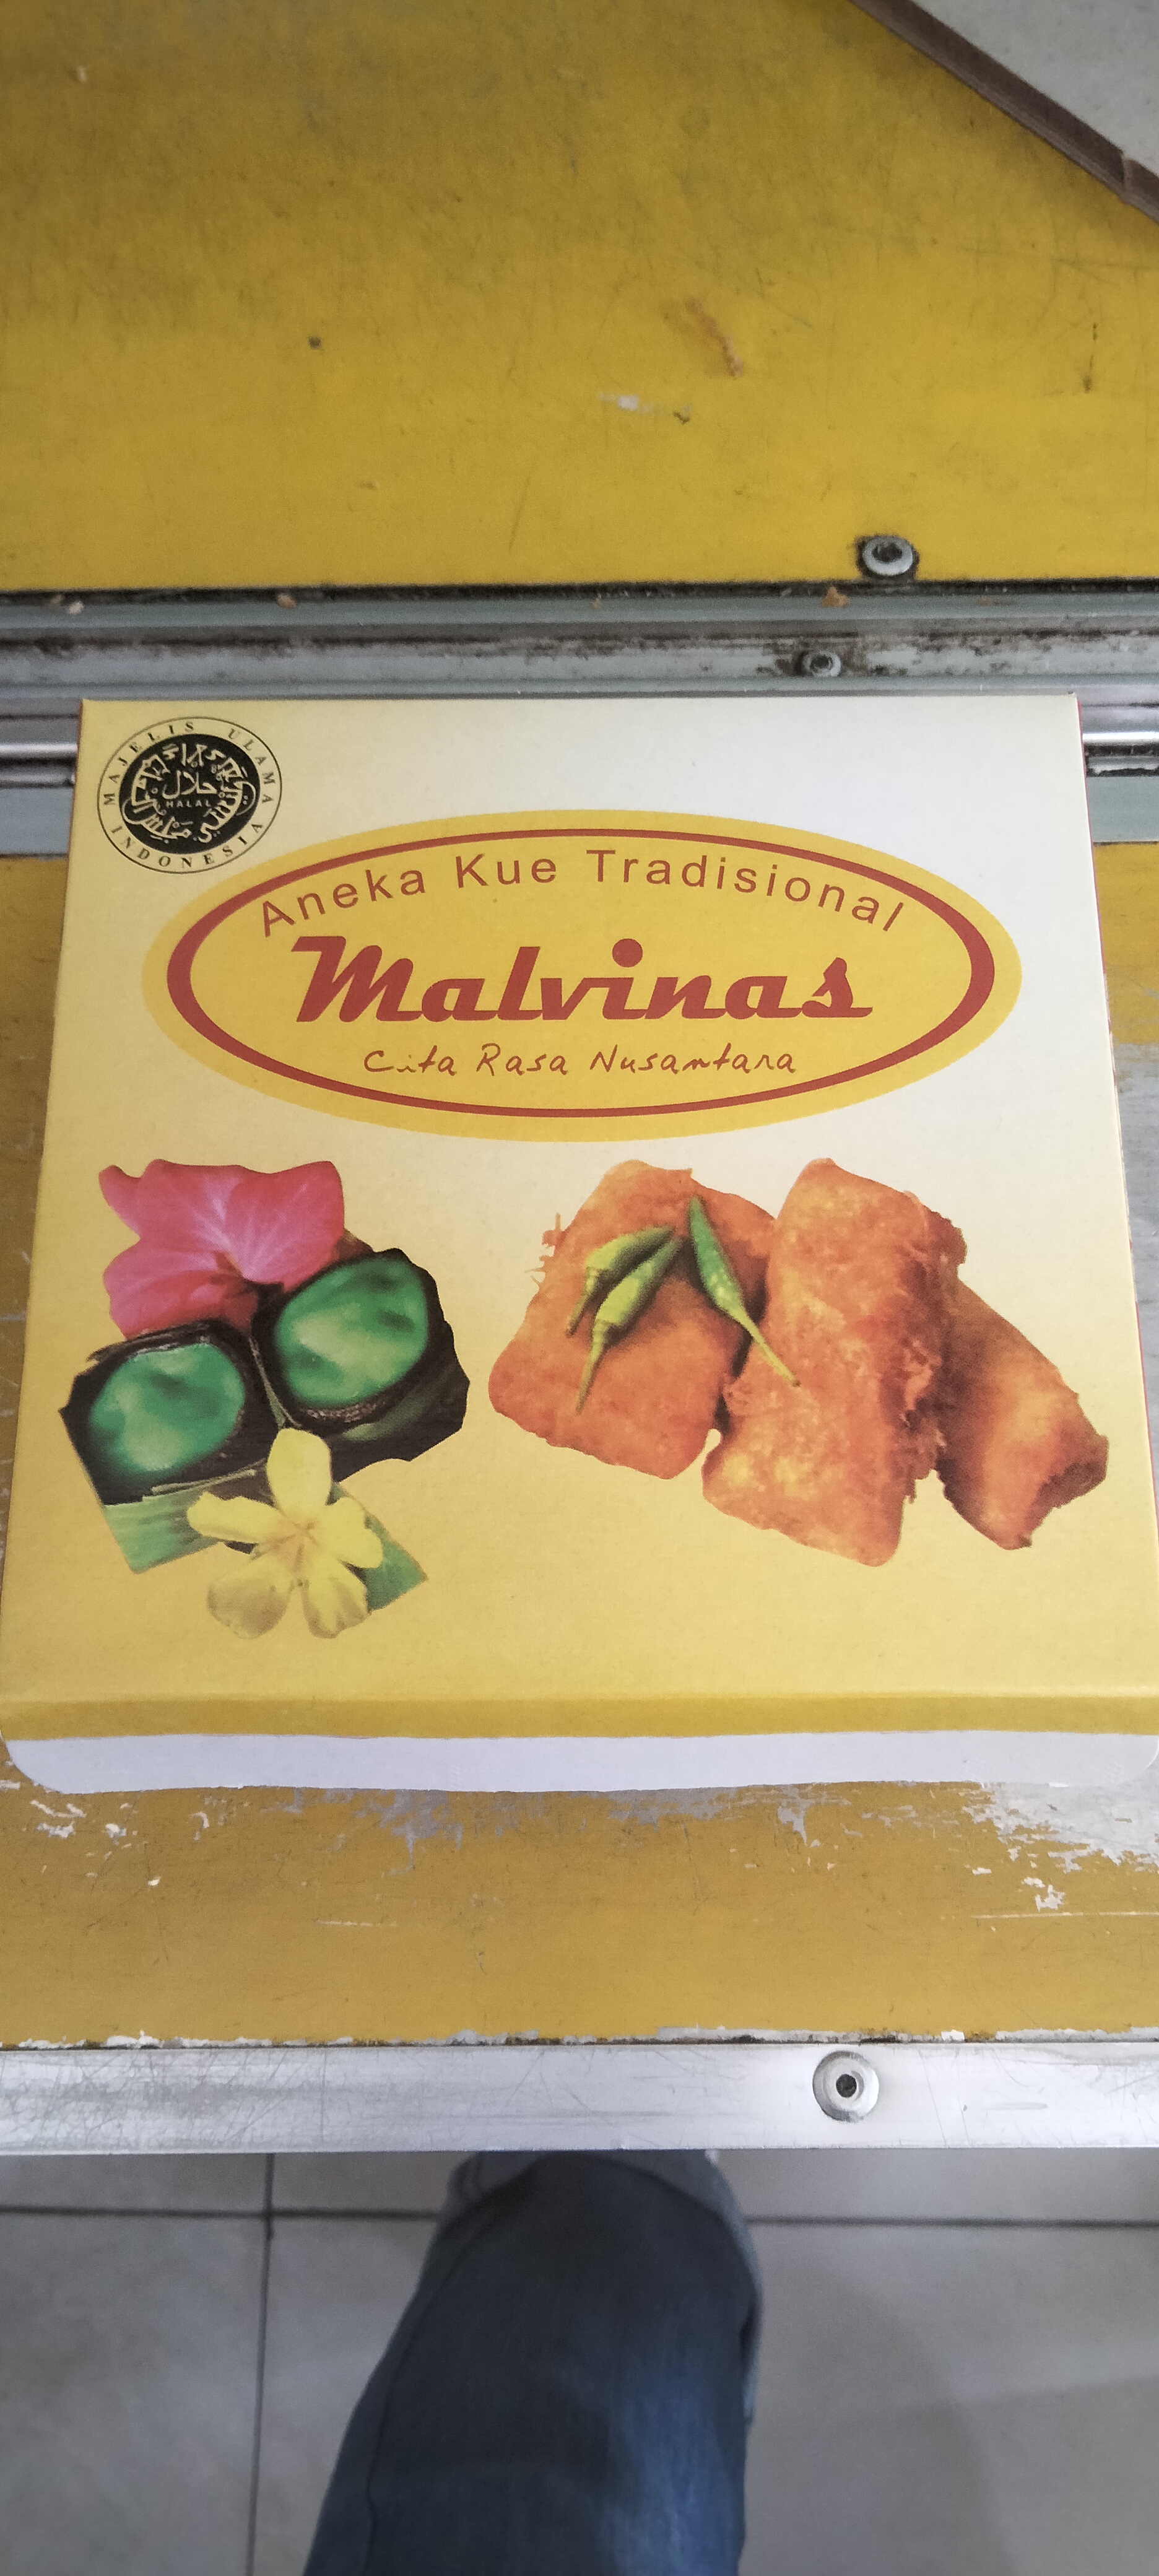 MAJELIS ULAMA
حلال
HALAL
INDONESIA
Aneka Kue Tradisional
Malvinas
Cita Rasa Nusantara